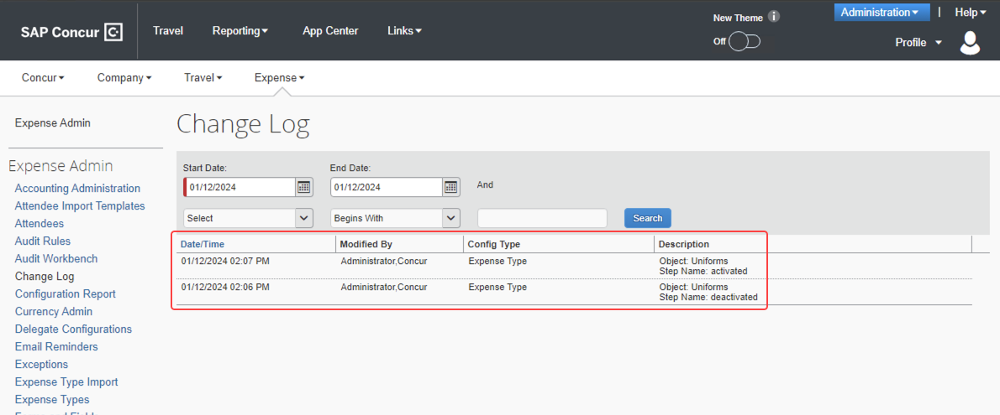 SAP Concur
Travel
Reporting
App Center
Links
New Theme
Off
Administration
Help
Profile
Concur
Company
Travel
Expense
Expense Admin
Expense Admin
Accounting Administration
Attendee Import Templates
Attendees
Audit Rules
Audit Workbench
Change Log
Configuration Report
Currency Admin
Delegate Configurations
Email Reminders
Exceptions
Expense Type Import
Expense Types
Change Log
Start Date:
End Date:
01/12/2024
01/12/2024
And
Select
Begins With
Search
Date/Time Modified By Config Type Description
01/12/2024 02:07 PM Administrator,Concur Expense Type Object: Uniforms
Step Name: activated
01/12/2024 02:06 PM Administrator,Concur Expense Type Object: Uniforms
Step Name: deactivated